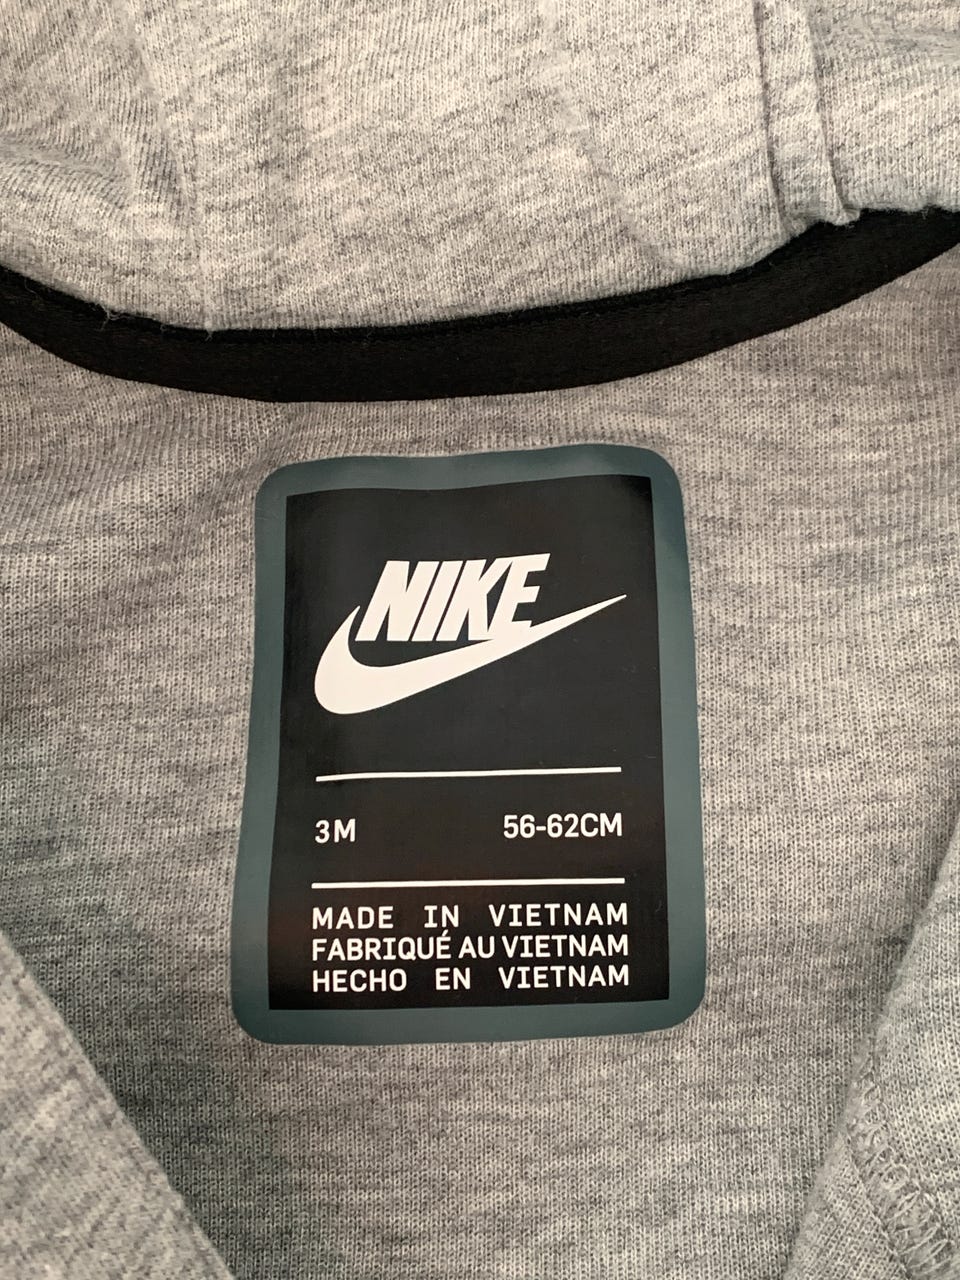 NIKE
3M 56-62CM
MADE IN VIETNAM
FABRIQUÉ AU VIETNAM
HECHO EN VIETNAM